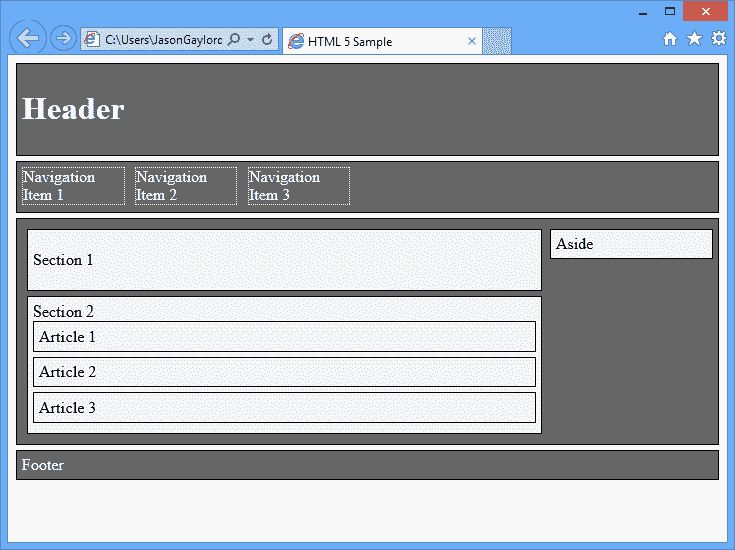 C:\Users\JasonGaylord
HTML 5 Sample
Header
Navigation
Item 1
Navigation
Item 2
Navigation
Item 3
Section 1
Aside
Section 2
Article 1
Article 2
Article 3
Footer